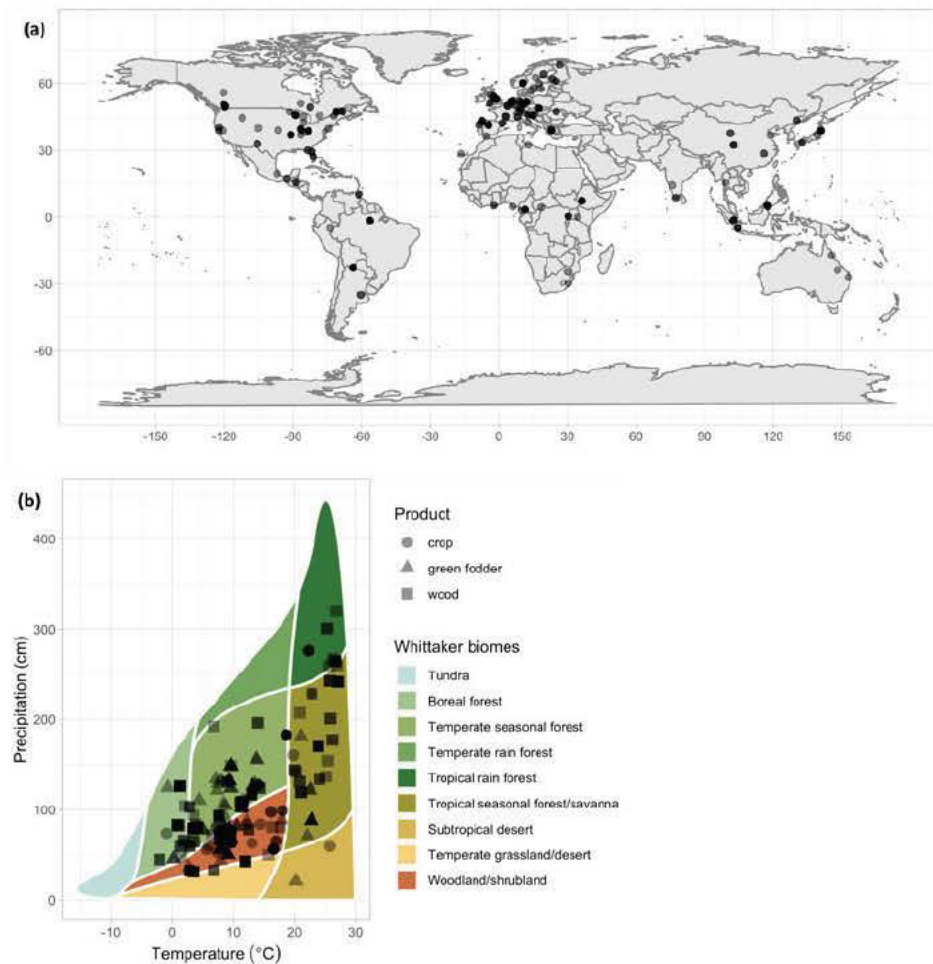 (a)
60
30
0
-30
-60
-150
-120
-90
-60
-30
0
30
60
90
120
150
(b)
400
300
200
100
0
Precipitation (cm)
-10
0
10
20
30
Temperature (°C)
Product
crop
green fodder
wood
Whittaker biomes
Tundra
Boreal forest
Temperate seasonal forest
Temperate rain forest
Tropical rain forest
Tropical seasonal forest/savanna
Subtropical desert
Temperate grassland/desert
Woodland/shrubland